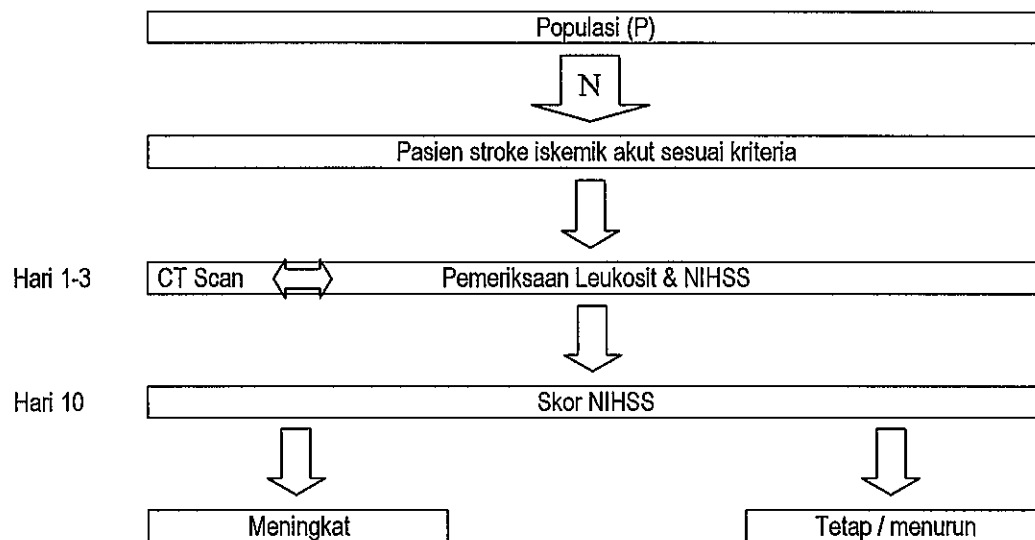 Populasi (P)
N
Pasien stroke iskemik akut sesuai kriteria
Hari 1-3
CT Scan
Pemeriksaan Leukosit & NIHSS
Hari 10
Skor NIHSS
Meningkat
Tetap / menurun